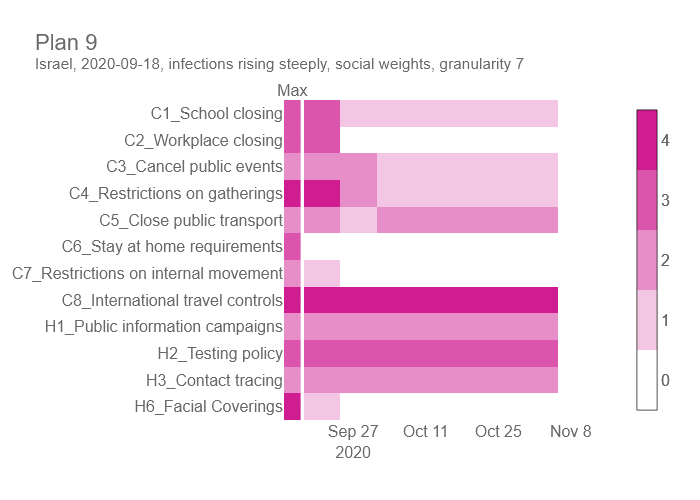 Plan 9
Israel, 2020-09-18, infections rising steeply, social weights, granularity 7
Max
C1_School closing
C2_Workplace closing
C3_Cancel public events
C4_Restrictions on gatherings
C5_Close public transport
C6_Stay at home requirements
C7_Restrictions on internal movement
C8_International travel controls
H1_Public information campaigns
H2_Testing policy
H3_Contact tracing
H6_Facial Coverings
Sep 27 Oct 11 Oct 25 Nov 8
2020
4
3
2
1
0